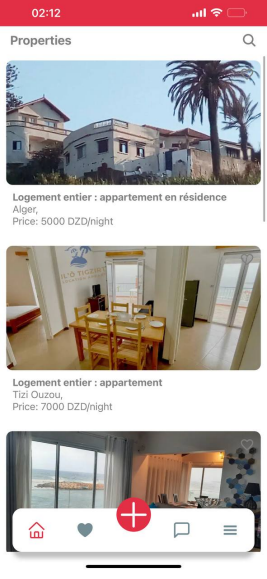 02:12
Properties
Logement entier : appartement en résidence
Alger,
Price: 5000 DZD/night
Logement entier : appartement
Tizi Ouzou,
Price: 7000 DZD/night